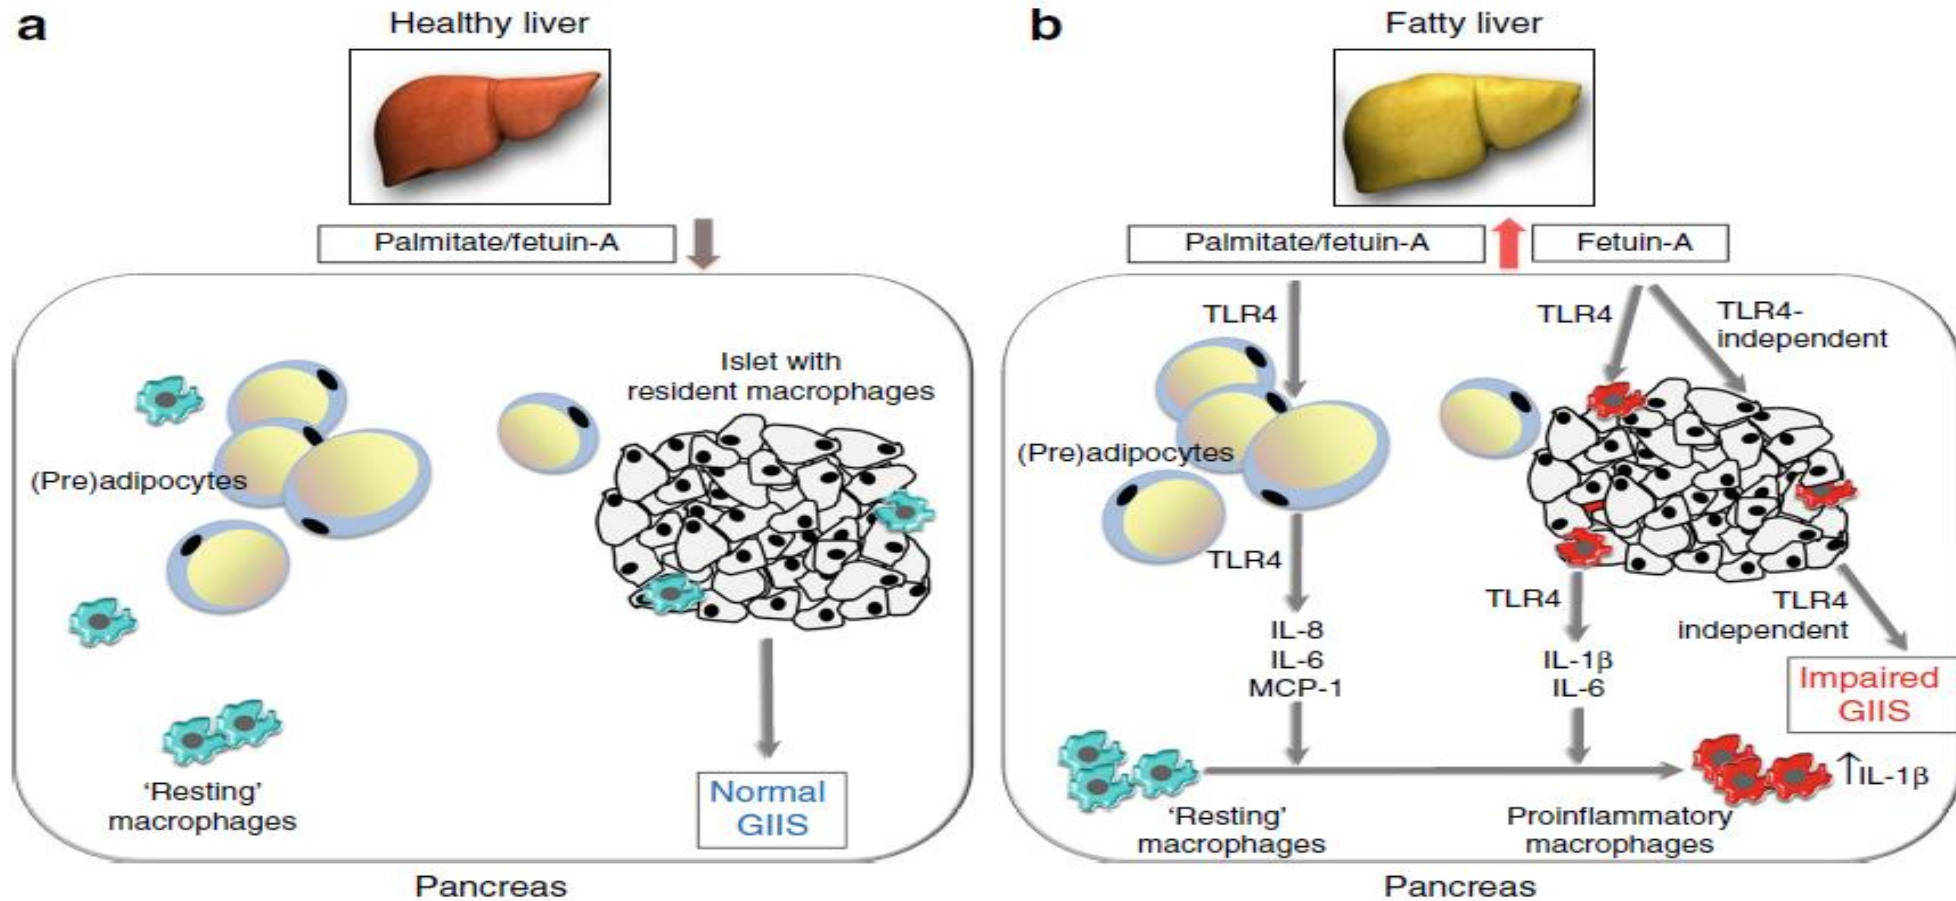 a
Healthy liver
Palmitate/fetuin-A
Islet with
resident macrophages
(Pre)adipocytes
‘Resting’
macrophages
Normal
GIIS
Pancreas
b
Fatty liver
Palmitate/fetuin-A
Fetuin-A
TLR4
TLR4
TLR4-
independent
(Pre)adipocytes
TLR4
IL-8
IL-6
MCP-1
TLR4
IL-1β
IL-6
TLR4
independent
Impaired
GIIS
‘Resting’
macrophages
Proinflammatory
macrophages
↑IL-1β
Pancreas